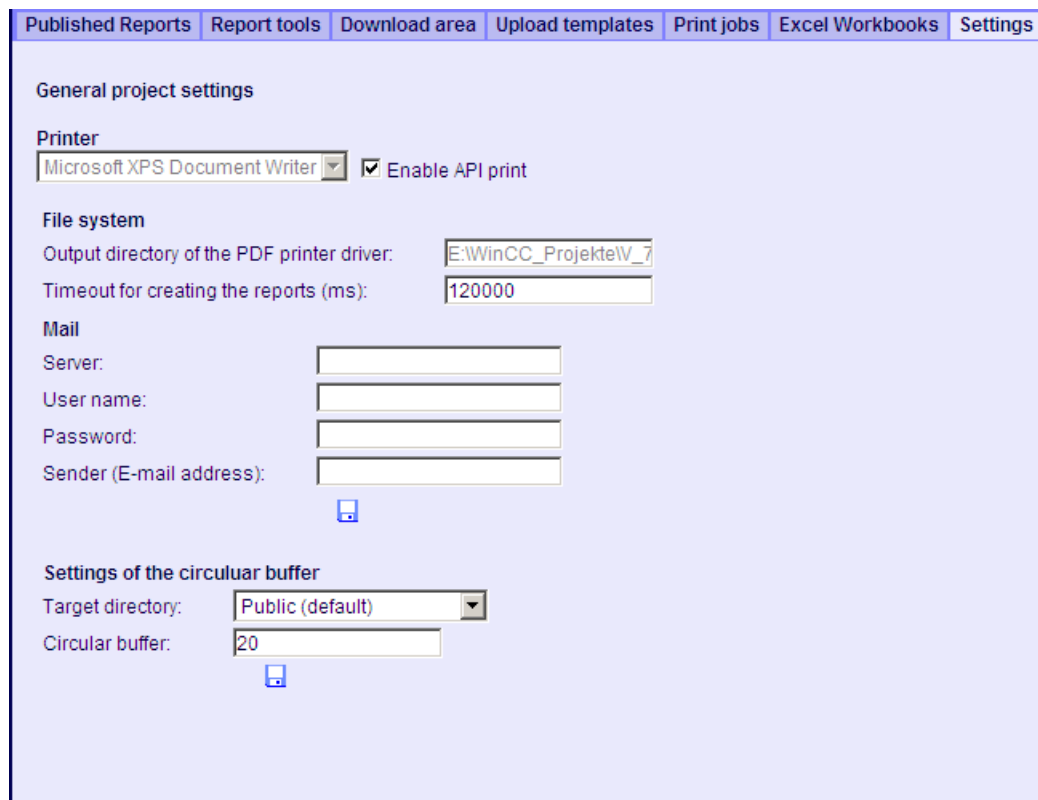 Published Reports Report tools Download area Upload templates Print jobs Excel Workbooks Settings
General project settings
Printer
Microsoft XPS Document Writer Enable API print
File system
Output directory of the PDF printer driver: E:\WinCC_Projekte\V_7
Timeout for creating the reports (ms): 120000
Mail
Server:
User name:
Password:
Sender (E-mail address):
Settings of the circuluar buffer
Target directory: Public (default)
Circular buffer: 20